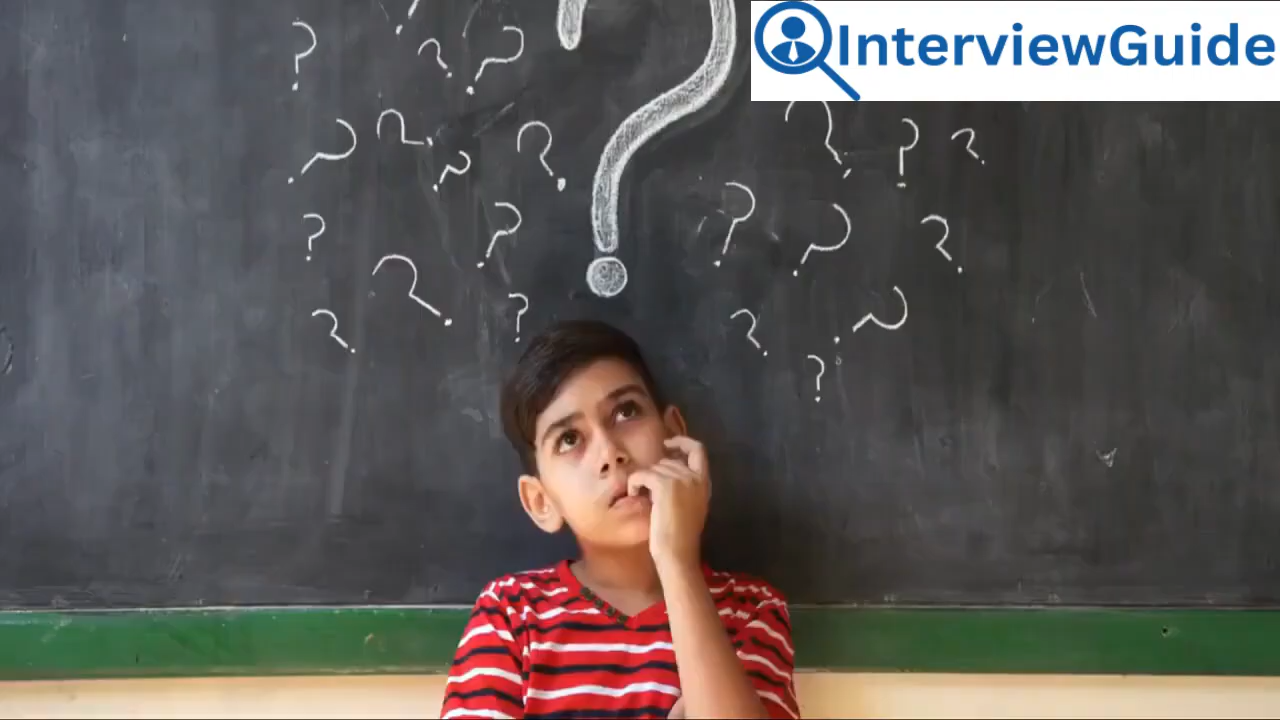 InterviewGuide
? ? ?
? ? ? ? ? ? ?
? ? ? ? ?
? ? ? ? ? ?
?
?